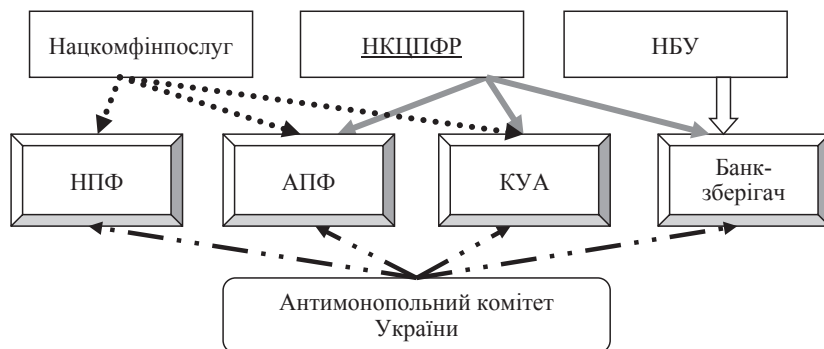 Нацкомфінпослуг
НКЦПФР
НБУ
НПФ
АПФ
КУА
Банк-
зберігач
Антимонопольний комітет
України